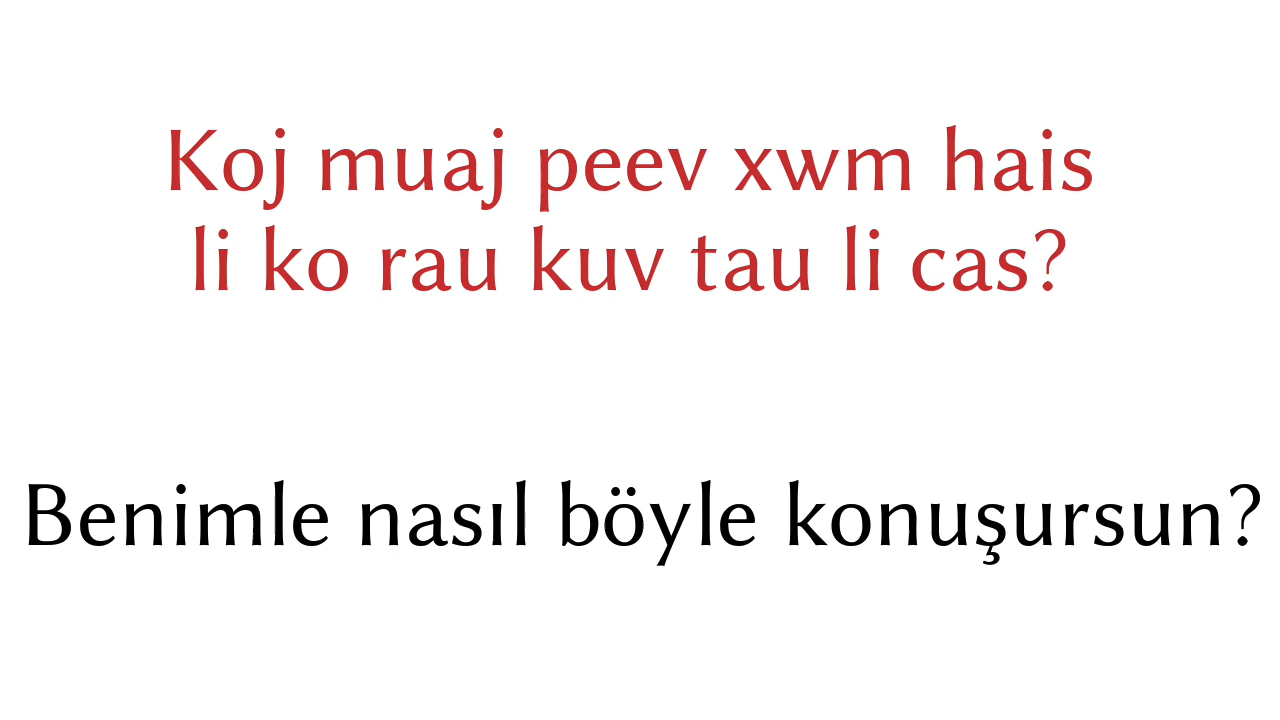 Koj muaj peev xwm hais
li ko rau kuv tau li cas?
Benimle nasıl böyle konuşursun?